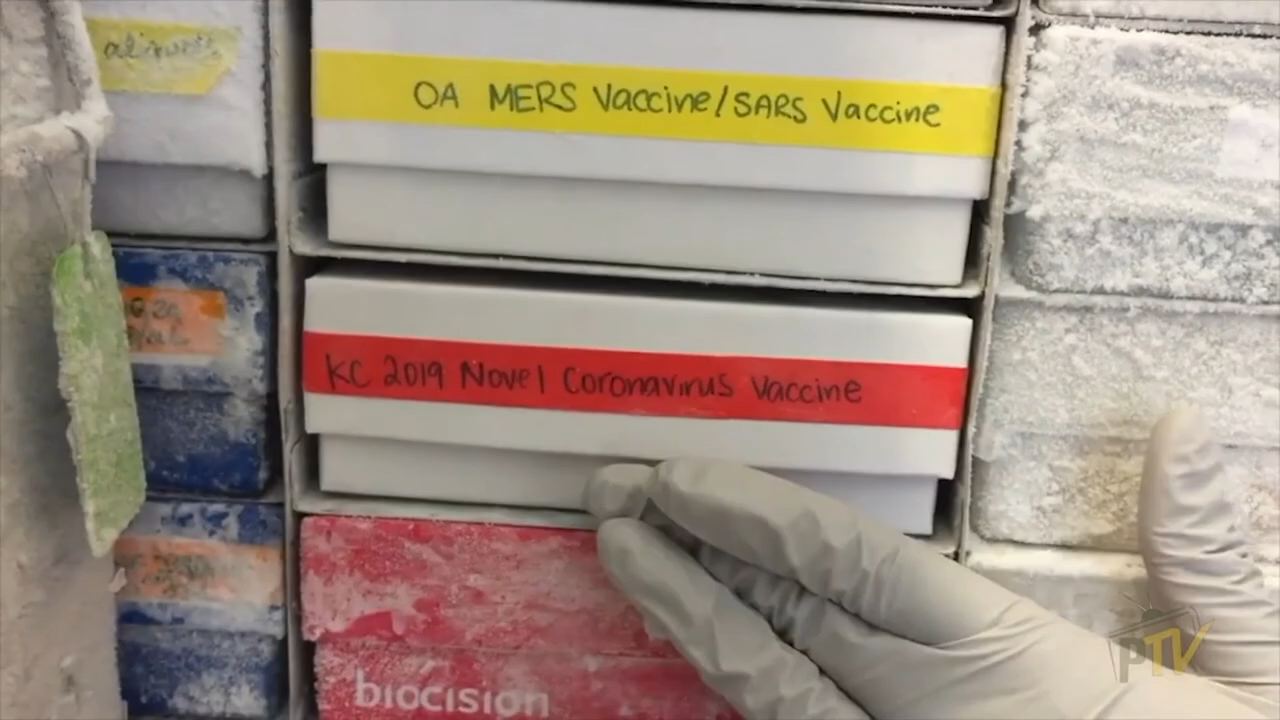 OA MERS Vaccine/SARS Vaccine
KC 2019 Novel Coronavirus Vaccine
biocision
PTV